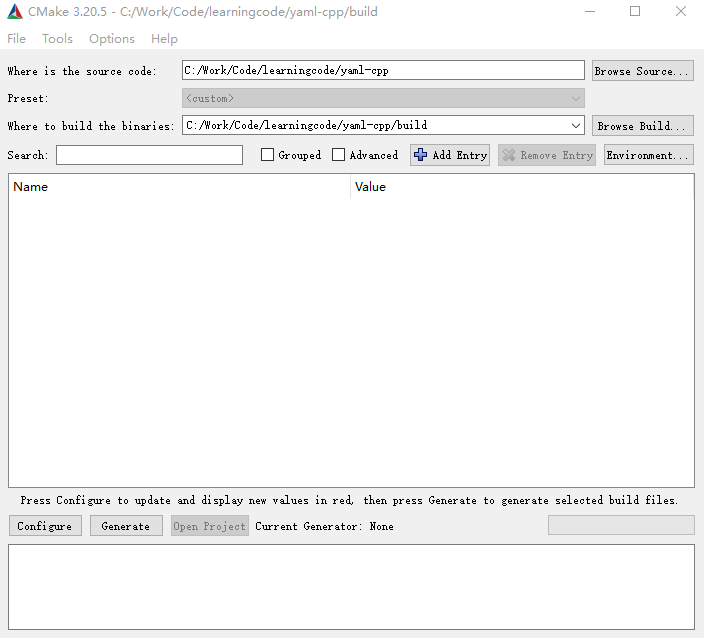 CMake 3.20.5 - C:/Work/Code/learningcode/yaml-cpp/build
File Tools Options Help
Where is the source code: C:/Work/Code/learningcode/yaml-cpp Browse Source...
Preset: <custom>
Where to build the binaries: C:/Work/Code/learningcode/yaml-cpp/build Browse Build...
Search: Grouped Advanced Add Entry Remove Entry Environment...
Name Value
Press Configure to update and display new values in red, then press Generate to generate selected build files.
Configure Generate Open Project Current Generator: None